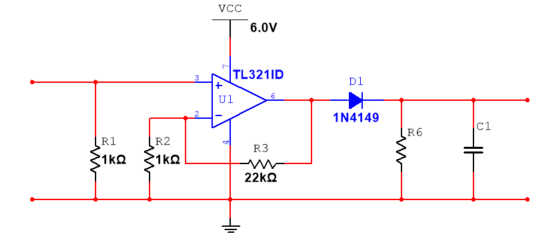 VCC
6.0V
TL321ID
3
7
U1
6
2
4
D1
1N4149
R1
1kΩ
R2
1kΩ
R3
22kΩ
R6
C1